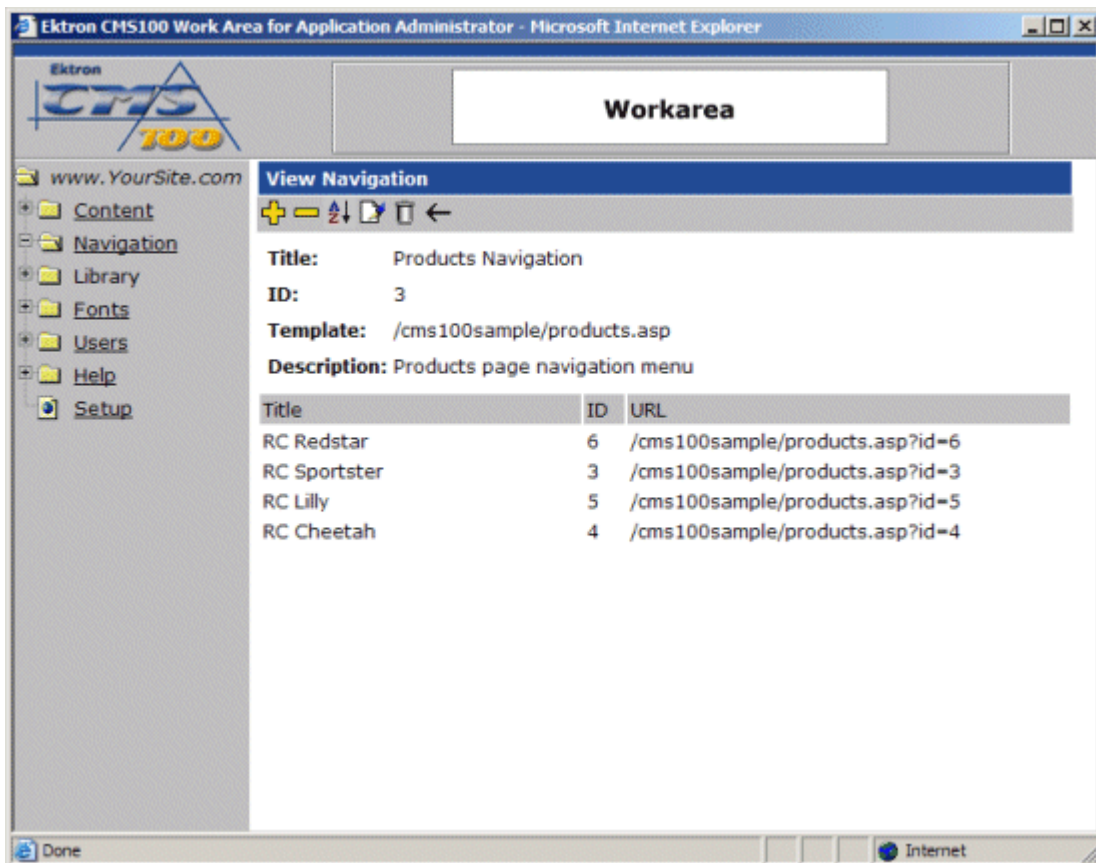 Ektron CMS100 Work Area for Application Administrator - Microsoft Internet Explorer
Ektron
CMS
100
Workarea
www.YourSite.com
Content
Navigation
Library
Fonts
Users
Help
Setup
View Navigation
Title: Products Navigation
ID: 3
Template: /cms100sample/products.asp
Description: Products page navigation menu
Title ID URL
RC Redstar 6 /cms100sample/products.asp?id=6
RC Sportster 3 /cms100sample/products.asp?id=3
RC Lilly 5 /cms100sample/products.asp?id=5
RC Cheetah 4 /cms100sample/products.asp?id=4
Done
Internet